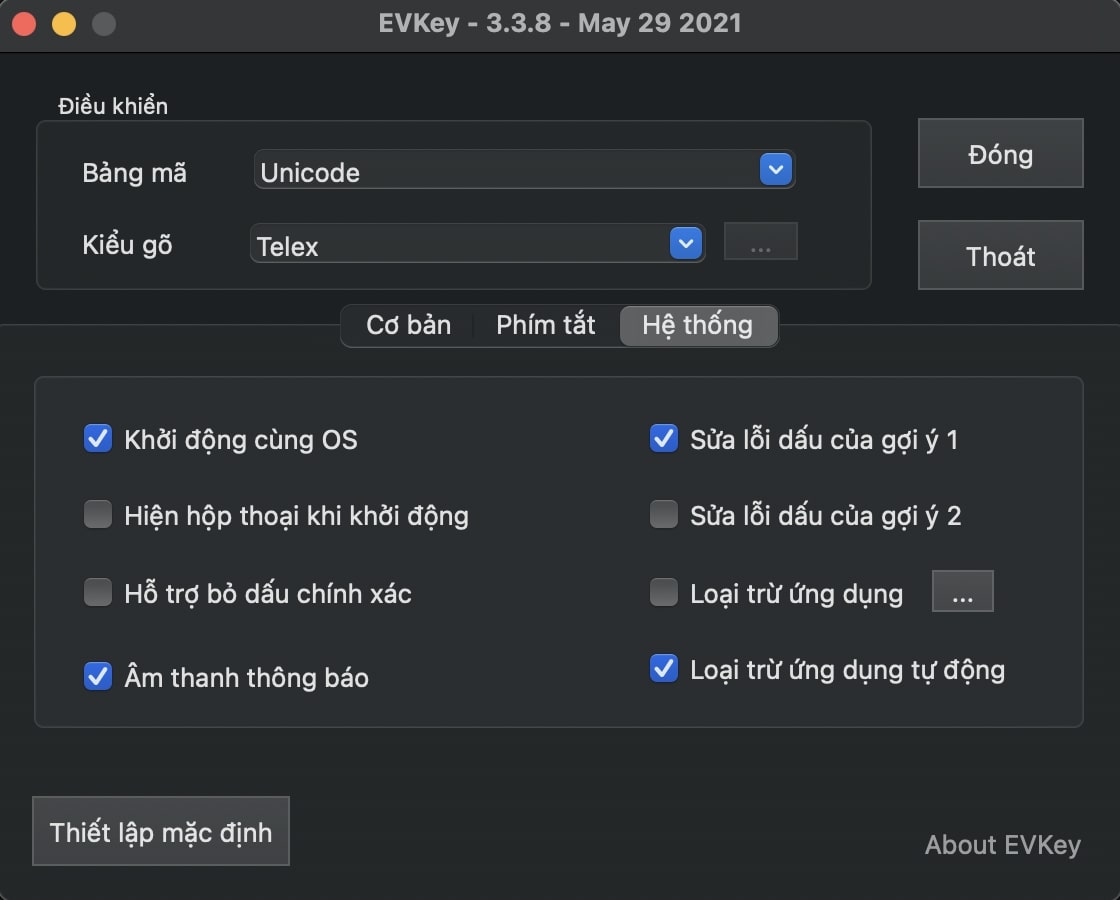 EVKey - 3.3.8 - May 29 2021
Điều khiển
Bảng mã
Unicode
Đóng
Kiểu gõ
Telex
...
Thoát
Cơ bản
Phím tắt
Hệ thống
Khởi động cùng OS
Sửa lỗi dấu của gợi ý 1
Hiện hộp thoại khi khởi động
Sửa lỗi dấu của gợi ý 2
Hỗ trợ bỏ dấu chính xác
Loại trừ ứng dụng
...
Âm thanh thông báo
Loại trừ ứng dụng tự động
Thiết lập mặc định
About EVKey